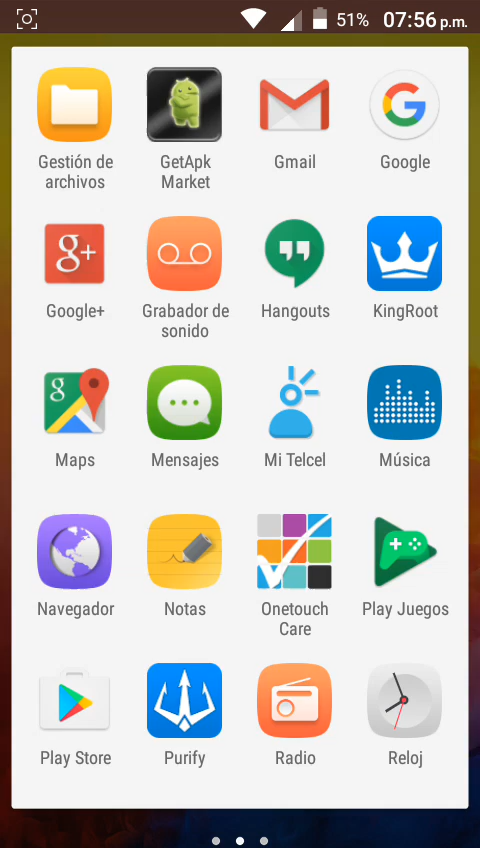 51% 07:56 p.m.
Gestión de archivos
GetApk Market
Gmail
Google
g+
Google+
Grabador de sonido
Hangouts
KingRoot
g
Maps
Mensajes
Mi Telcel
Música
Navegador
Notas
Onetouch Care
Play Juegos
Play Store
Purify
Radio
Reloj